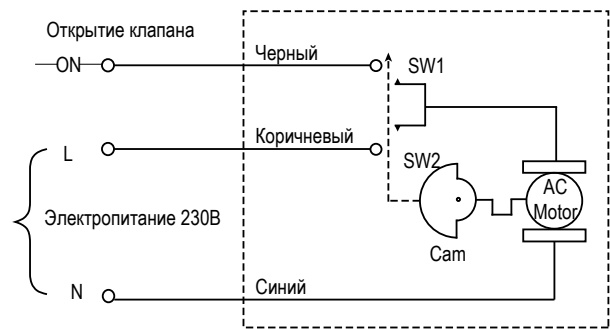 Открытие клапана
ON
Черный
SW1
L
Коричневый
SW2
Электропитание 230В
AC
Motor
Cam
N
Синий